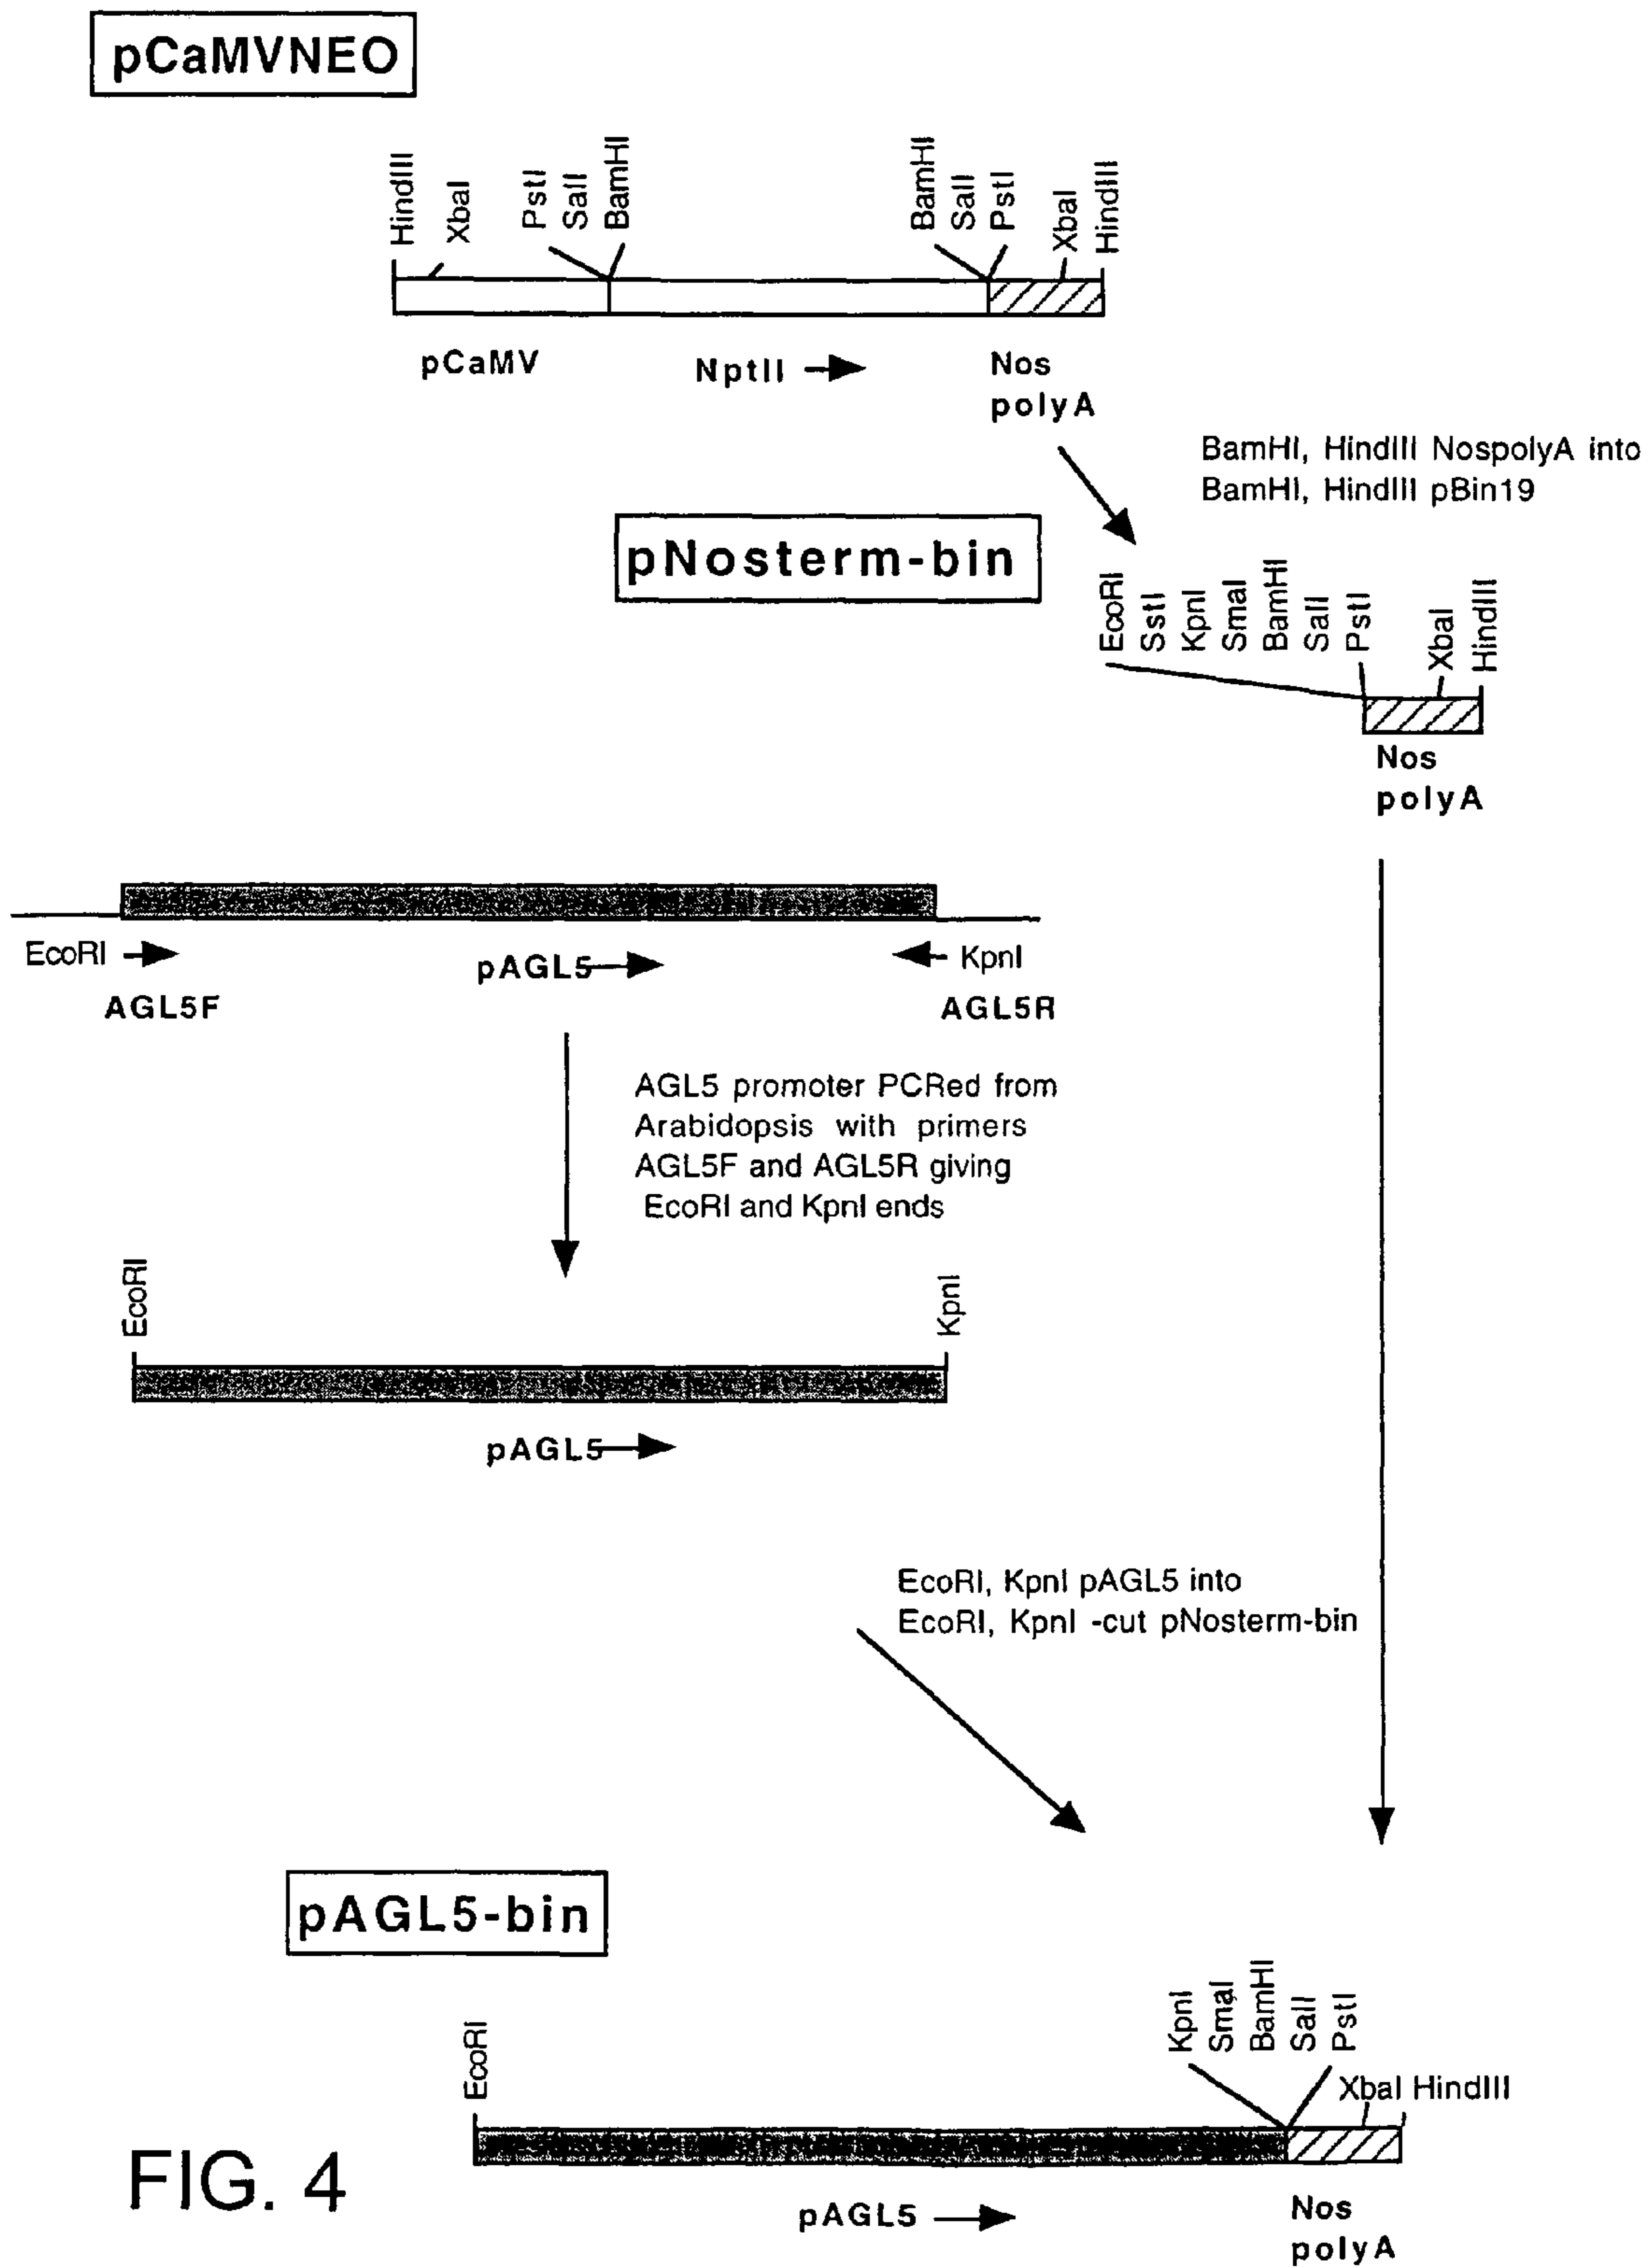 pCaMVNEO
HindIII
XbaI
PstI
SalI
BamHI
BamHI
SalI
PstI
XbaI
HindIII
pCaMV
NptII
Nos
polyA
BamHI, HindIII NospolyA into
BamHI, HindIII pBin19
pNosterm-bin
EcoRI
SstI
KpnI
SmaI
BamHI
SalI
PstI
XbaI
HindIII
Nos
polyA
EcoRI
pAGL5
KpnI
AGL5F
AGL5R
AGL5 promoter PCRed from
Arabidopsis with primers
AGL5F and AGL5R giving
EcoRI and KpnI ends
EcoRI
KpnI
pAGL5
EcoRI, KpnI pAGL5 into
EcoRI, KpnI -cut pNosterm-bin
pAGL5-bin
EcoRI
KpnI
SmaI
BamHI
SalI
PstI
XbaI HindIII
FIG. 4
pAGL5
Nos
polyA